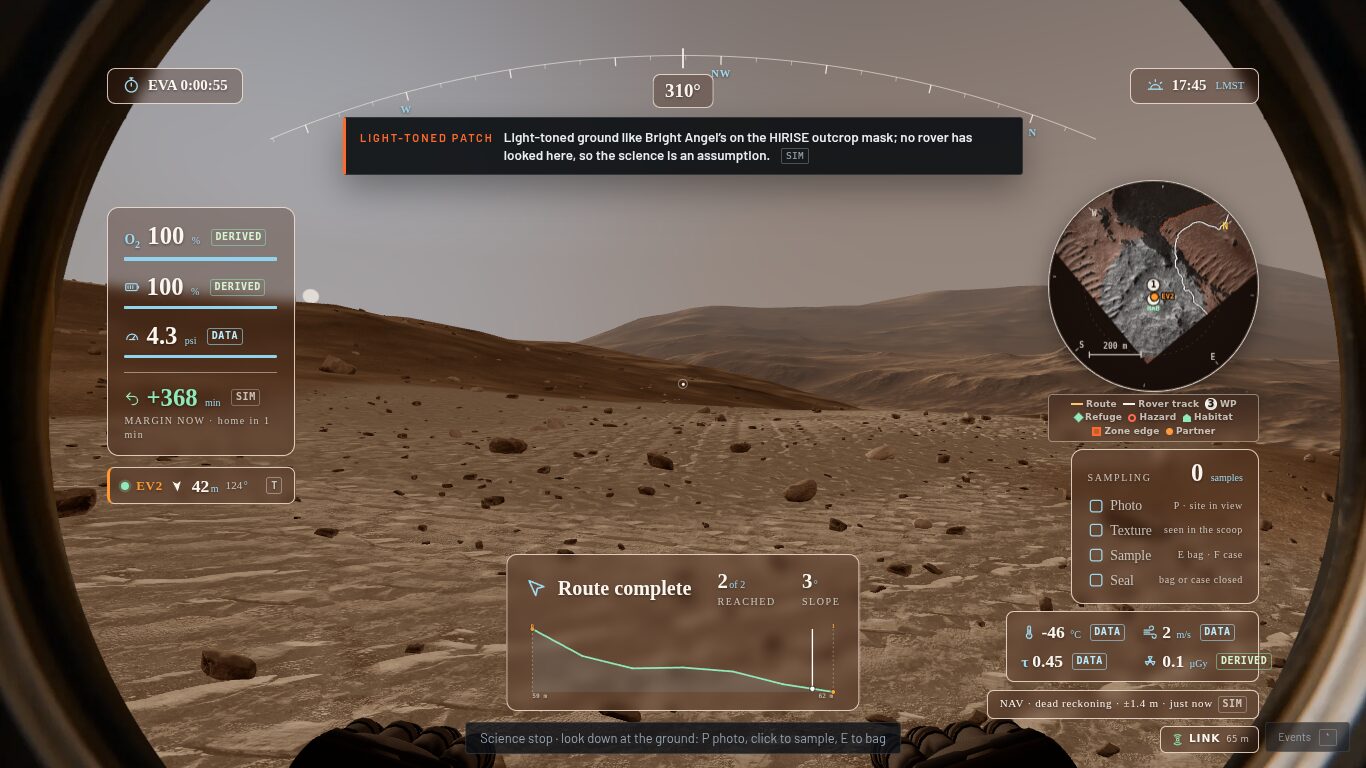 EVA 0:00:55
W
NW
310°
N
17:45 LMST
LIGHT-TONED PATCH Light-toned ground like Bright Angel's on the HIRISE outcrop mask; no rover has
looked here, so the science is an assumption. SIM
O2 100 % DERIVED
100 % DERIVED
4.3 psi DATA
+368 min SIM
MARGIN NOW · home in 1
min
EV2 42 m 124° T
W
N
1
EV2
HAB
S
200 m
E
Route Rover track 3 WP
Refuge Hazard Habitat
Zone edge Partner
SAMPLING 0 samples
Photo P · site in view
Texture seen in the scoop
Sample E bag · F case
Seal bag or case closed
Route complete 2 of 2 3°
REACHED SLOPE
59 m 62 m
-46 °C DATA 2 m/s DATA
τ 0.45 DATA 0.1 µGy DERIVED
NAV · dead reckoning · ±1.4 m · just now SIM
Science stop · look down at the ground: P photo, click to sample, E to bag
LINK 65 m
Events